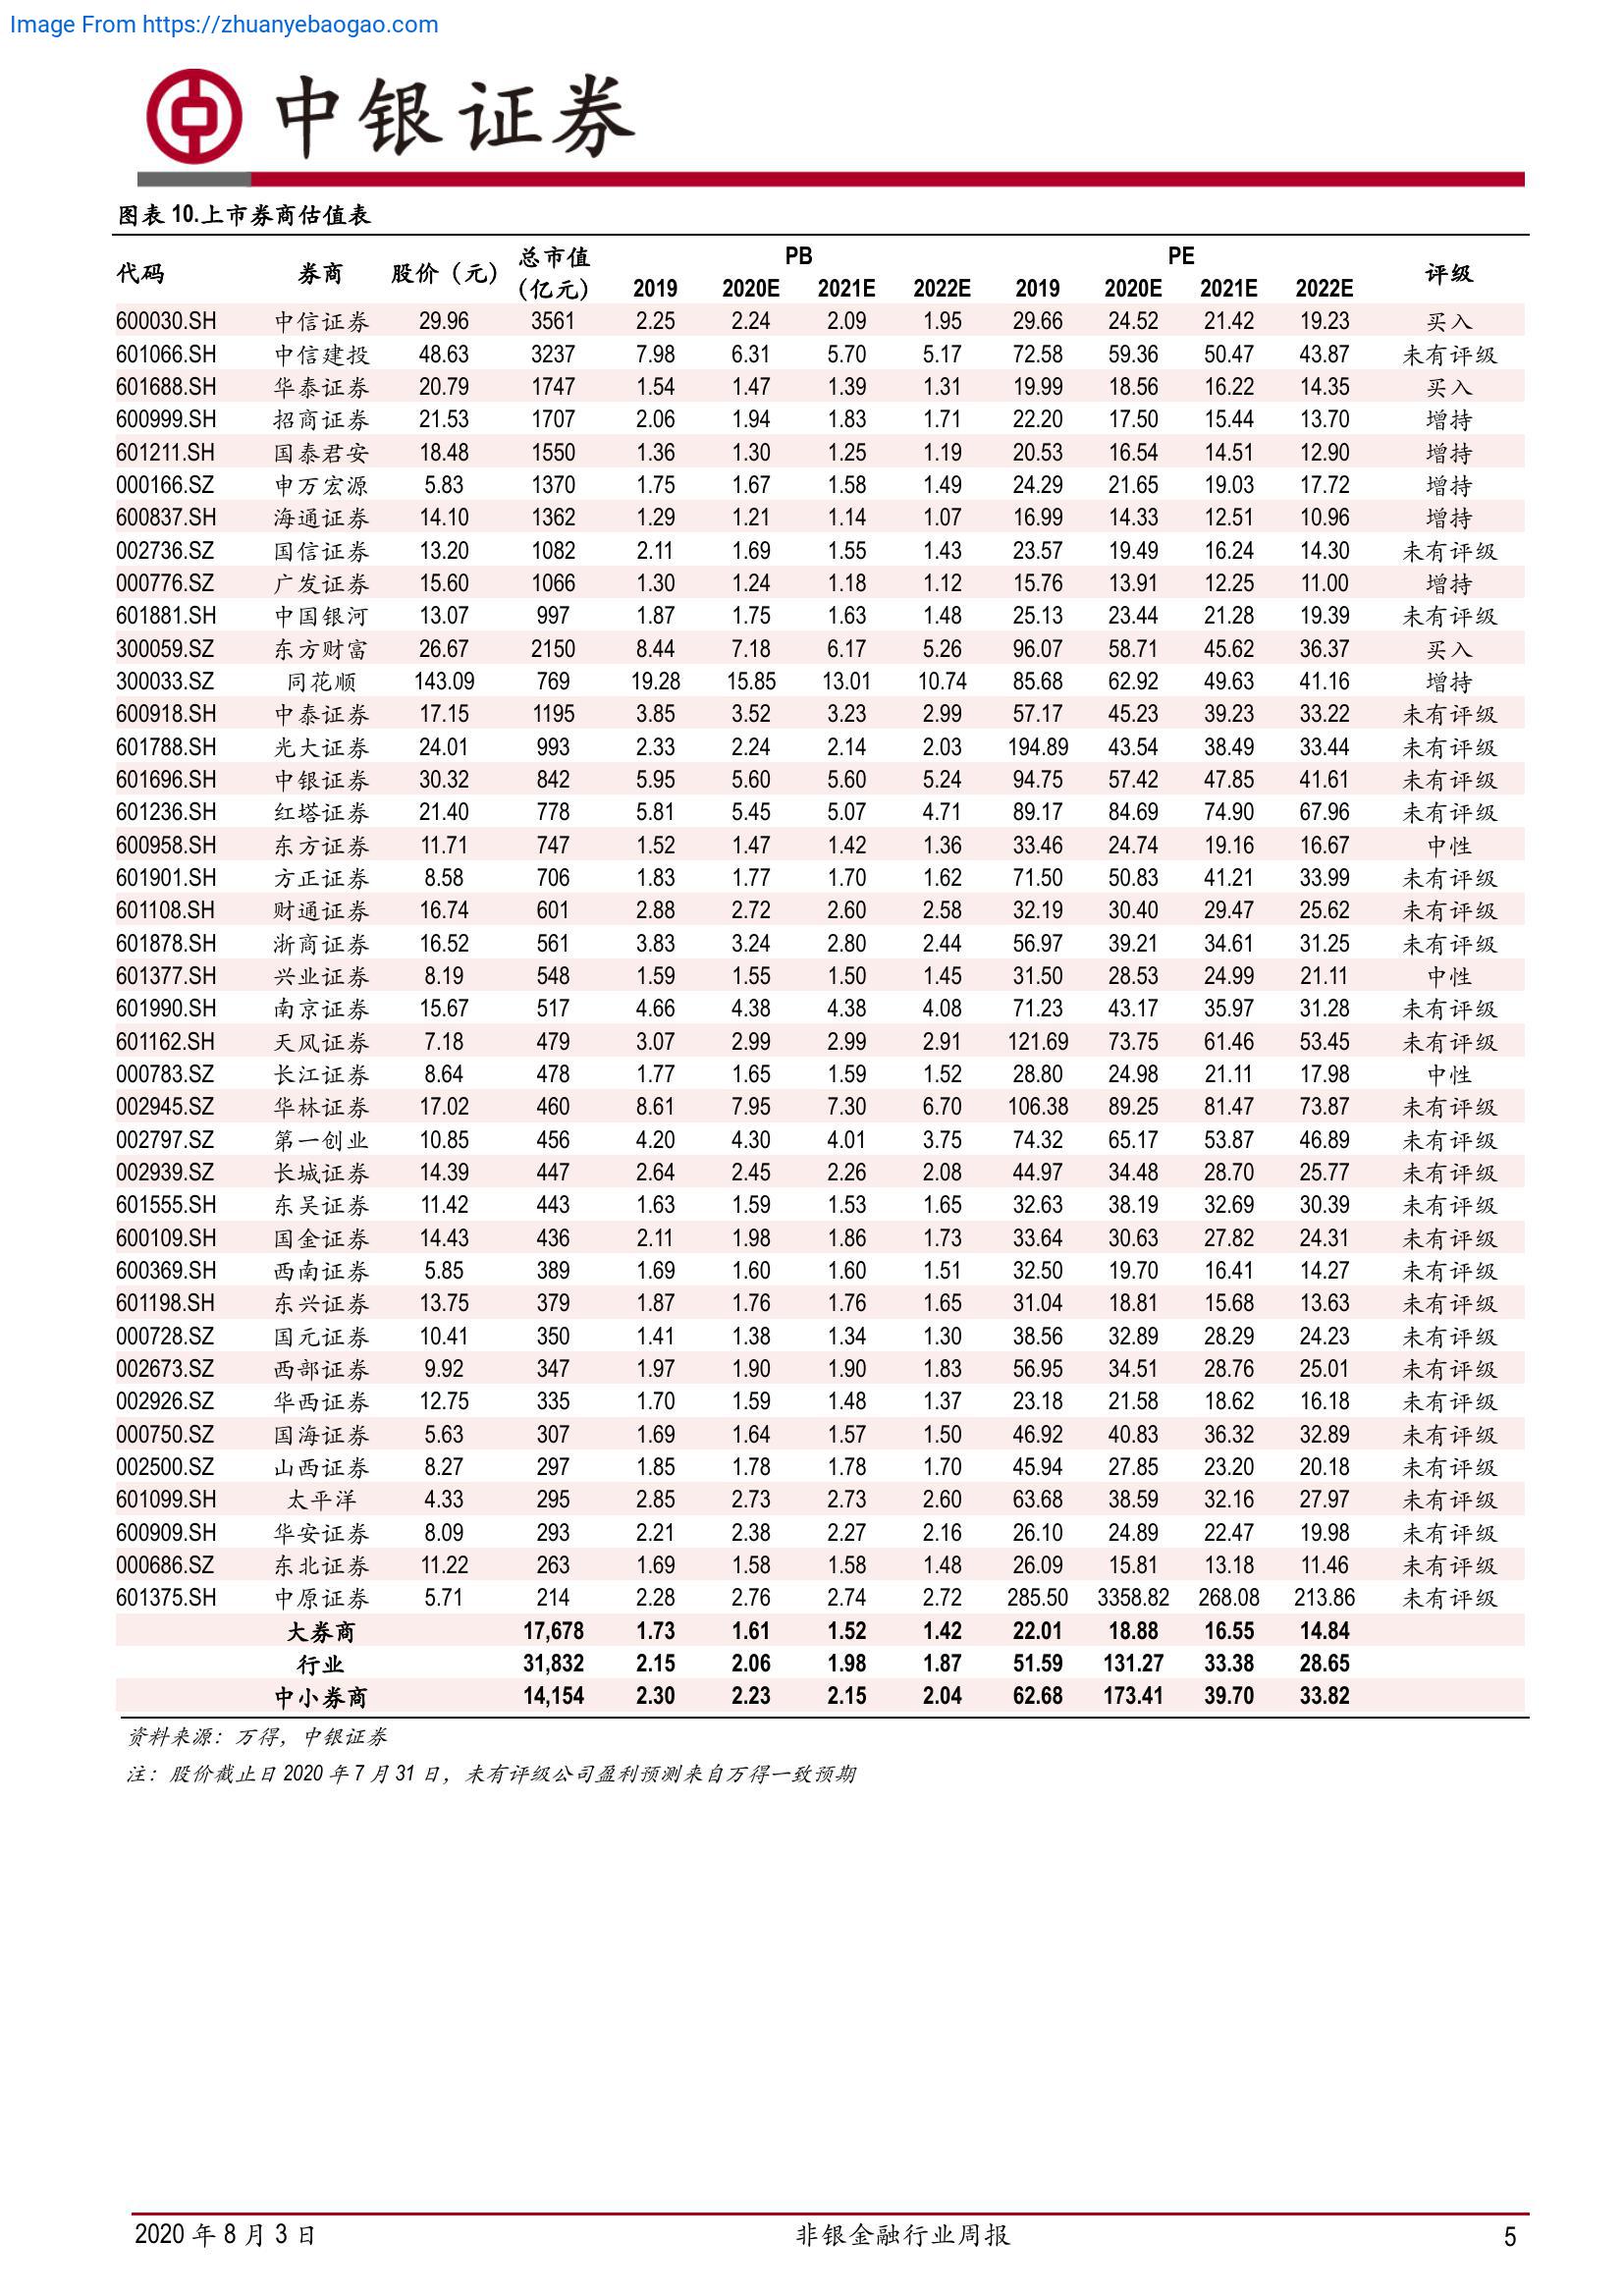 Image From https://zhuanyebaogao.com
中银证券
图表 10.上市券商估值表
代码 券商 股价（元） 总市值（亿元） PB PE 评级
2019 2020E 2021E 2022E 2019 2020E 2021E 2022E
600030.SH 中信证券 29.96 3561 2.25 2.24 2.09 1.95 29.66 24.52 21.42 19.23 买入
601066.SH 中信建投 48.63 3237 7.98 6.31 5.70 5.17 72.58 59.36 50.47 43.87 未有评级
601688.SH 华泰证券 20.79 1747 1.54 1.47 1.39 1.31 19.99 18.56 16.22 14.35 买入
600999.SH 招商证券 21.53 1707 2.06 1.94 1.83 1.71 22.20 17.50 15.44 13.70 增持
601211.SH 国泰君安 18.48 1550 1.36 1.30 1.25 1.19 20.53 16.54 14.51 12.90 增持
000166.SZ 申万宏源 5.83 1370 1.75 1.67 1.58 1.49 24.29 21.65 19.03 17.72 增持
600837.SH 海通证券 14.10 1362 1.29 1.21 1.14 1.07 16.99 14.33 12.51 10.96 增持
002736.SZ 国信证券 13.20 1082 2.11 1.69 1.55 1.43 23.57 19.49 16.24 14.30 未有评级
000776.SZ 广发证券 15.60 1066 1.30 1.24 1.18 1.12 15.76 13.91 12.25 11.00 增持
601881.SH 中国银河 13.07 997 1.87 1.75 1.63 1.48 25.13 23.44 21.28 19.39 未有评级
300059.SZ 东方财富 26.67 2150 8.44 7.18 6.17 5.26 96.07 58.71 45.62 36.37 买入
300033.SZ 同花顺 143.09 769 19.28 15.85 13.01 10.74 85.68 62.92 49.63 41.16 增持
600918.SH 中泰证券 17.15 1195 3.85 3.52 3.23 2.99 57.17 45.23 39.23 33.22 未有评级
601788.SH 光大证券 24.01 993 2.33 2.24 2.14 2.03 194.89 43.54 38.49 33.44 未有评级
601696.SH 中银证券 30.32 842 5.95 5.60 5.60 5.24 94.75 57.42 47.85 41.61 未有评级
601236.SH 红塔证券 21.40 778 5.81 5.45 5.07 4.71 89.17 84.69 74.90 67.96 未有评级
600958.SH 东方证券 11.71 747 1.52 1.47 1.42 1.36 33.46 24.74 19.16 16.67 中性
601901.SH 方正证券 8.58 706 1.83 1.77 1.70 1.62 71.50 50.83 41.21 33.99 未有评级
601108.SH 财通证券 16.74 601 2.88 2.72 2.60 2.58 32.19 30.40 29.47 25.62 未有评级
601878.SH 浙商证券 16.52 561 3.83 3.24 2.80 2.44 56.97 39.21 34.61 31.25 未有评级
601377.SH 兴业证券 8.19 548 1.59 1.55 1.50 1.45 31.50 28.53 24.99 21.11 中性
601990.SH 南京证券 15.67 517 4.66 4.38 4.38 4.08 71.23 43.17 35.97 31.28 未有评级
601162.SH 天风证券 7.18 479 3.07 2.99 2.99 2.91 121.69 73.75 61.46 53.45 未有评级
000783.SZ 长江证券 8.64 478 1.77 1.65 1.59 1.52 28.80 24.98 21.11 17.98 中性
002945.SZ 华林证券 17.02 460 8.61 7.95 7.30 6.70 106.38 89.25 81.47 73.87 未有评级
002797.SZ 第一创业 10.85 456 4.20 4.30 4.01 3.75 74.32 65.17 53.87 46.89 未有评级
002939.SZ 长城证券 14.39 447 2.64 2.45 2.26 2.08 44.97 34.48 28.70 25.77 未有评级
601555.SH 东吴证券 11.42 443 1.63 1.59 1.53 1.65 32.63 38.19 32.69 30.39 未有评级
600109.SH 国金证券 14.43 436 2.11 1.98 1.86 1.73 33.64 30.63 27.82 24.31 未有评级
600369.SH 西南证券 5.85 389 1.69 1.60 1.60 1.51 32.50 19.70 16.41 14.27 未有评级
601198.SH 东兴证券 13.75 379 1.87 1.76 1.76 1.65 31.04 18.81 15.68 13.63 未有评级
000728.SZ 国元证券 10.41 350 1.41 1.38 1.34 1.30 38.56 32.89 28.29 24.23 未有评级
002673.SZ 西部证券 9.92 347 1.97 1.90 1.90 1.83 56.95 34.51 28.76 25.01 未有评级
002926.SZ 华西证券 12.75 335 1.70 1.59 1.48 1.37 23.18 21.58 18.62 16.18 未有评级
000750.SZ 国海证券 5.63 307 1.69 1.64 1.57 1.50 46.92 40.83 36.32 32.89 未有评级
002500.SZ 山西证券 8.27 297 1.85 1.78 1.78 1.70 45.94 27.85 23.20 20.18 未有评级
601099.SH 太平洋 4.33 295 2.85 2.73 2.73 2.60 63.68 38.59 32.16 27.97 未有评级
600909.SH 华安证券 8.09 293 2.21 2.38 2.27 2.16 26.10 24.89 22.47 19.98 未有评级
000686.SZ 东北证券 11.22 263 1.69 1.58 1.58 1.48 26.09 15.81 13.18 11.46 未有评级
601375.SH 中原证券 5.71 214 2.28 2.76 2.74 2.72 285.50 3358.82 268.08 213.86 未有评级
大券商 17,678 1.73 1.61 1.52 1.42 22.01 18.88 16.55 14.84
行业 31,832 2.15 2.06 1.98 1.87 51.59 131.27 33.38 28.65
中小券商 14,154 2.30 2.23 2.15 2.04 62.68 173.41 39.70 33.82
资料来源：万得，中银证券
注：股价截止日 2020 年 7 月 31 日，未有评级公司盈利预测来自万得一致预期
2020 年 8 月 3 日 非银金融行业周报 5